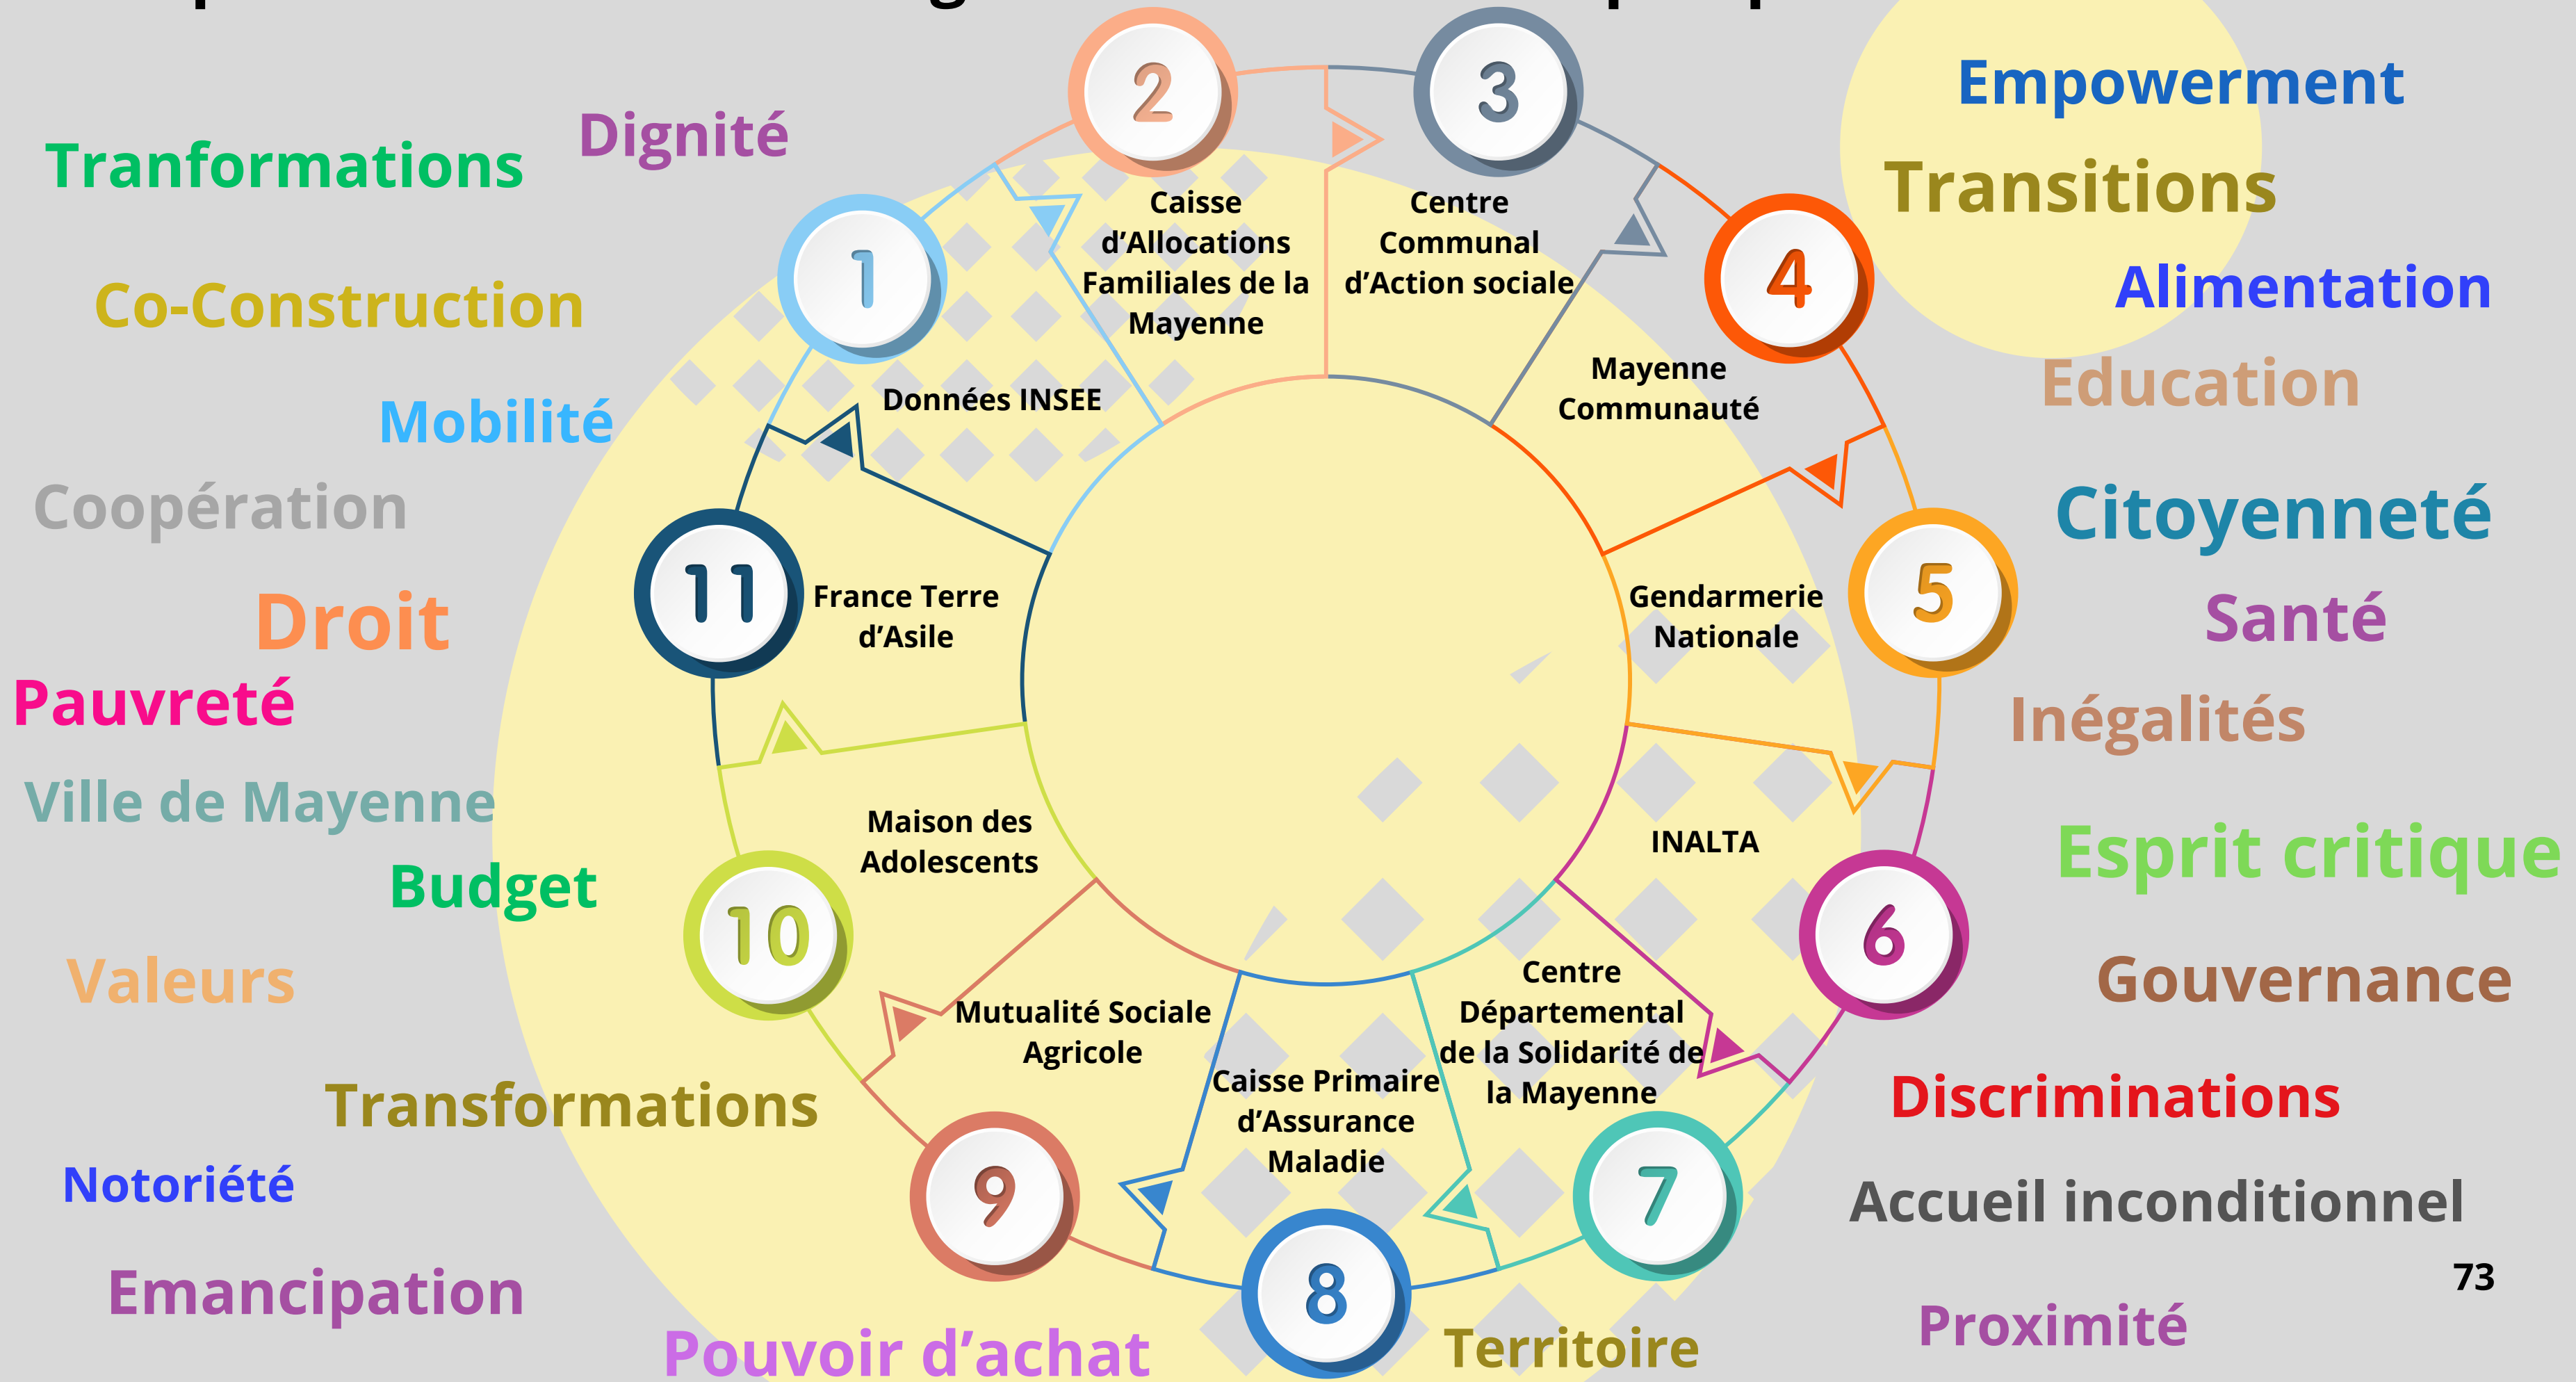 Tranformations
Dignité
Co-Construction
Mobilité
Coopération
Droit
Pauvreté
Ville de Mayenne
Budget
Valeurs
Transformations
Notoriété
Emancipation
Pouvoir d’achat
1
Données INSEE
2
Caisse
d’Allocations
Familiales de la
Mayenne
3
Centre
Communal
d’Action sociale
4
Mayenne
Communauté
5
Gendarmerie
Nationale
6
INALTA
7
Centre
Départemental
de la Solidarité de
la Mayenne
8
Caisse Primaire
d’Assurance
Maladie
9
Mutualité Sociale
Agricole
10
Maison des
Adolescents
11
France Terre
d’Asile
Empowerment
Transitions
Alimentation
Education
Citoyenneté
Santé
Inégalités
Esprit critique
Gouvernance
Discriminations
Accueil inconditionnel
Proximité
Territoire
73